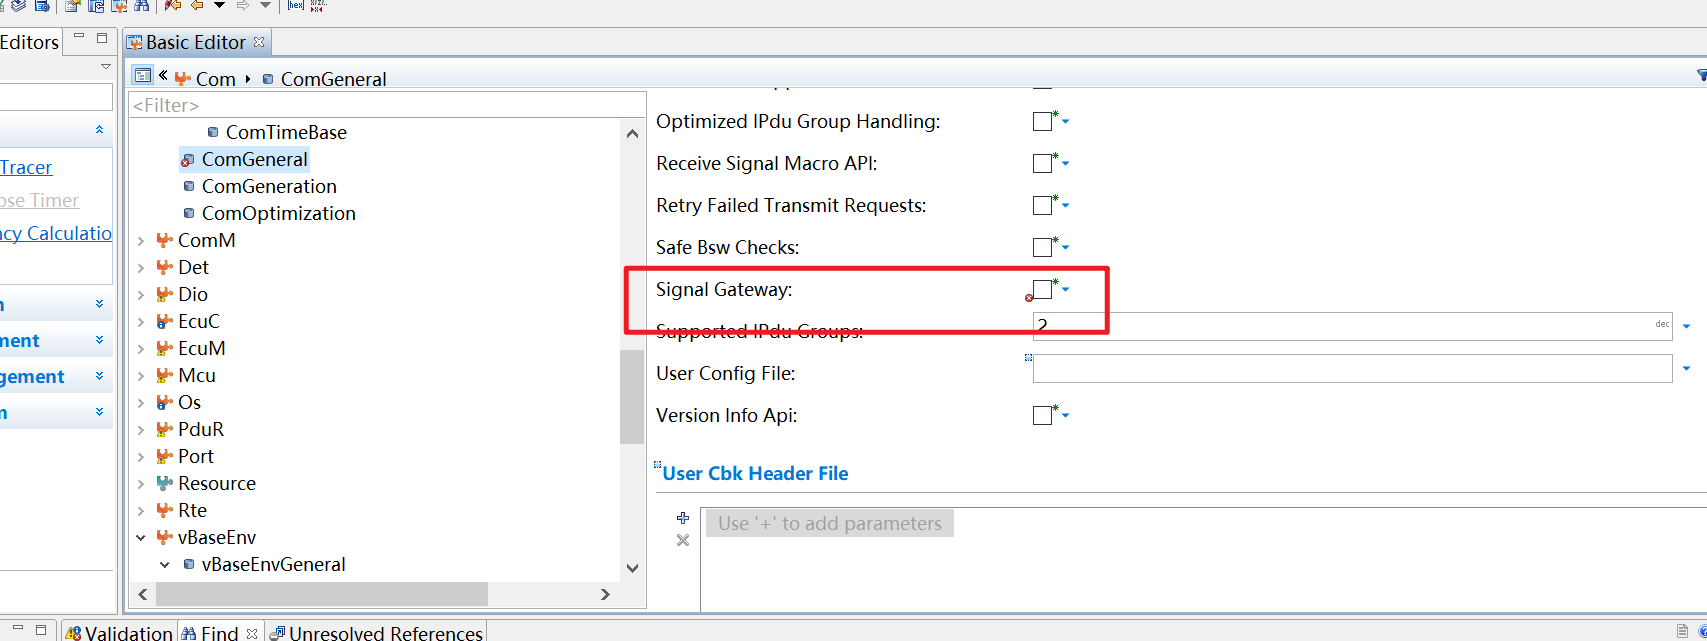 [hex]
Editors
Basic Editor
« Com ComGeneral
<Filter>
Tracer
ose Timer
ncy Calculatio
ment
gement
ComTimeBase
ComGeneral
ComGeneration
ComOptimization
ComM
Det
Dio
EcuC
EcuM
Mcu
Os
PduR
Port
Resource
Rte
vBaseEnv
vBaseEnvGeneral
Optimized IPdu Group Handling:
Receive Signal Macro API:
Retry Failed Transmit Requests:
Safe Bsw Checks:
Signal Gateway:
Supported IPdu Groups: 2 dec
User Config File:
Version Info Api:
User Cbk Header File
Use '+' to add parameters
Validation Find Unresolved References